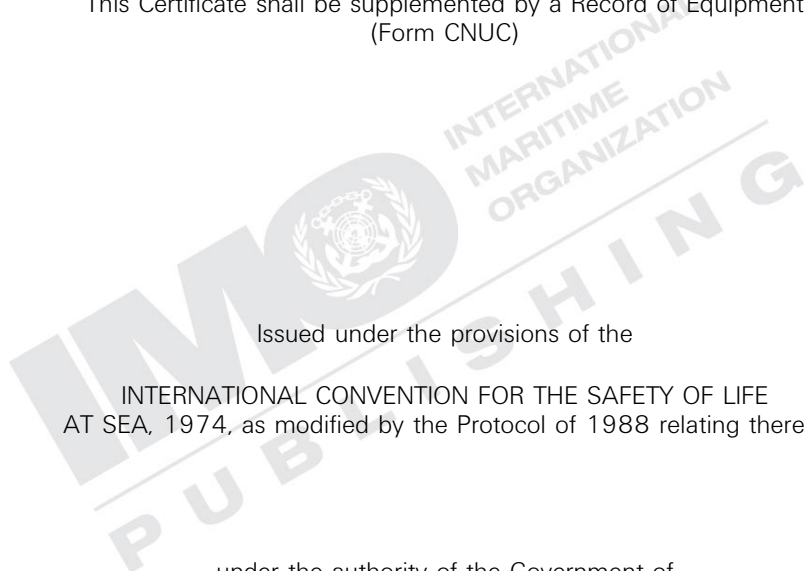 This Certificate shall be supplemented by a Record of Equipment
(Form CNUC)
INTERNATIONAL
MARITIME
ORGANIZATION
IMO
PUBLISHING
Issued under the provisions of the
INTERNATIONAL CONVENTION FOR THE SAFETY OF LIFE
AT SEA, 1974, as modified by the Protocol of 1988 relating there
under the authority of the Government of